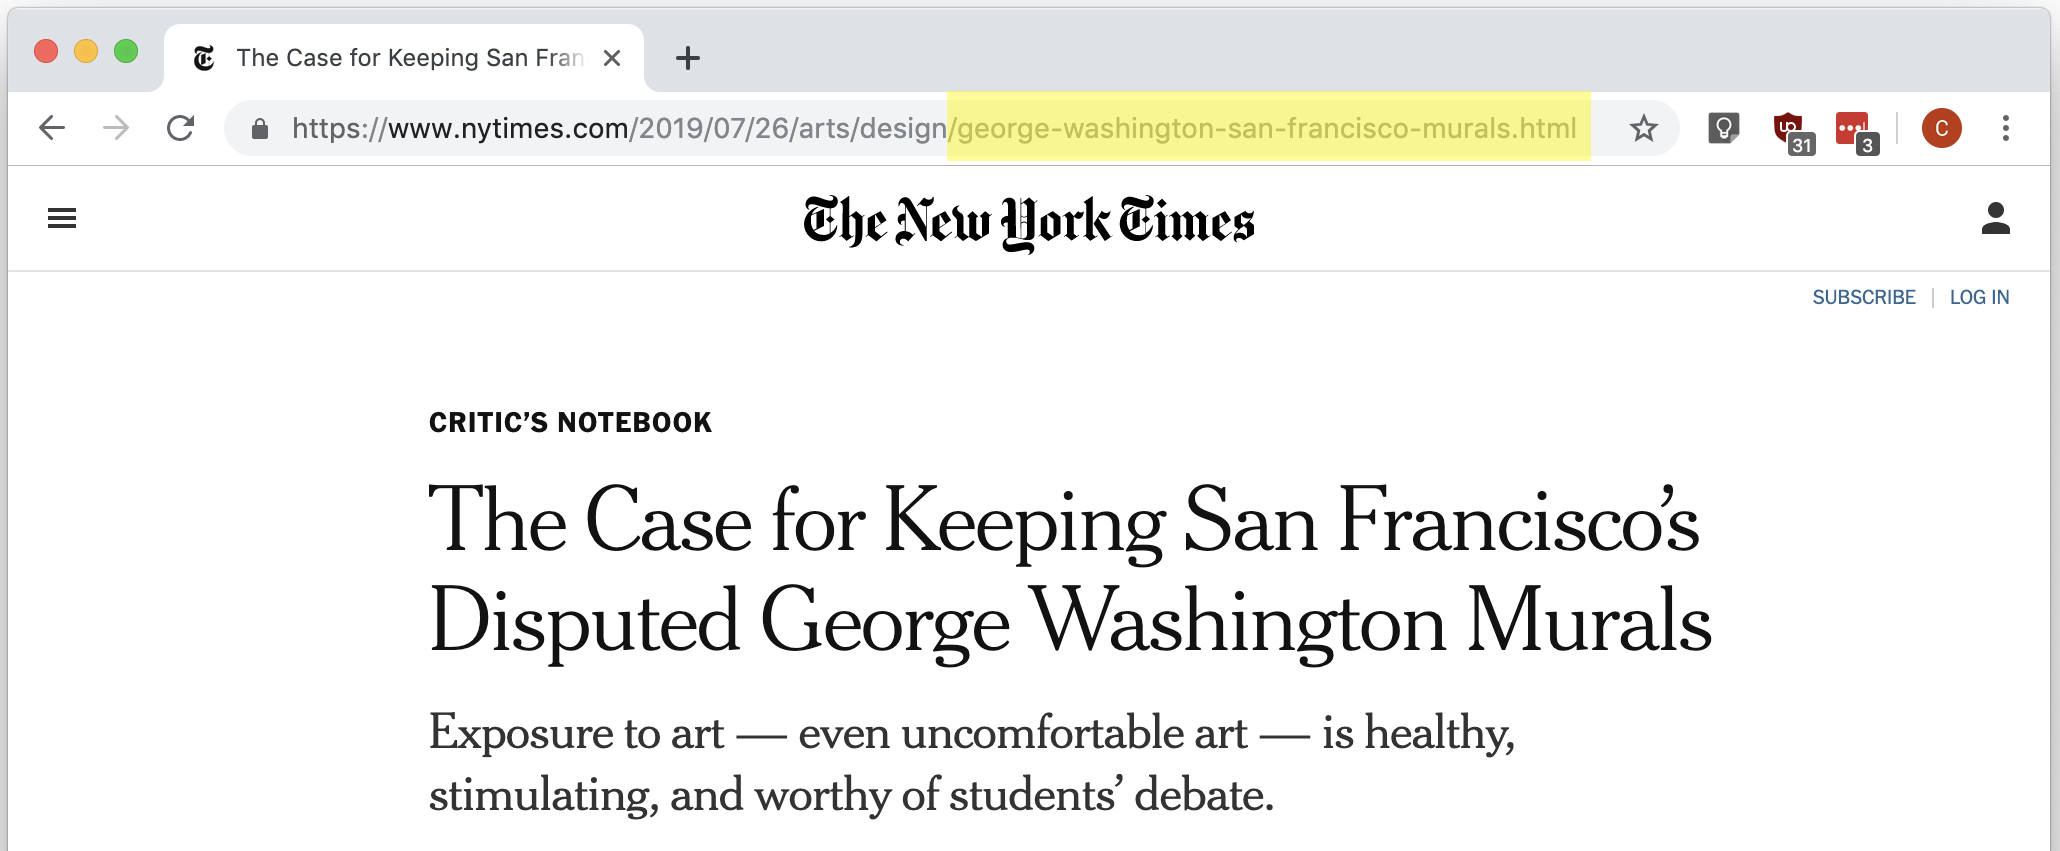 The Case for Keeping San Fran
https://www.nytimes.com/2019/07/26/arts/design/george-washington-san-francisco-murals.html
31
3
C
The New York Times
SUBSCRIBE | LOG IN
CRITIC’S NOTEBOOK
The Case for Keeping San Francisco’s
Disputed George Washington Murals
Exposure to art — even uncomfortable art — is healthy,
stimulating, and worthy of students’ debate.